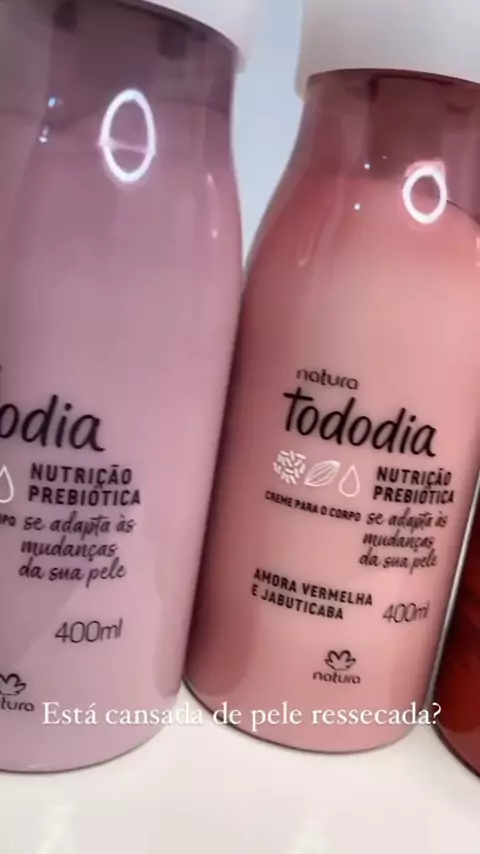 odia
NUTRIÇÃO
PREBIÓTICA
se adapta às
mudanças
da sua pele
400ml
natura
tododia
NUTRIÇÃO
PREBIÓTICA
CREME PARA O CORPO se adapta às
mudanças
da sua pele
AMORA VERMELHA
E JABUTICABA
400ml
natura
Está cansada de pele ressecada?